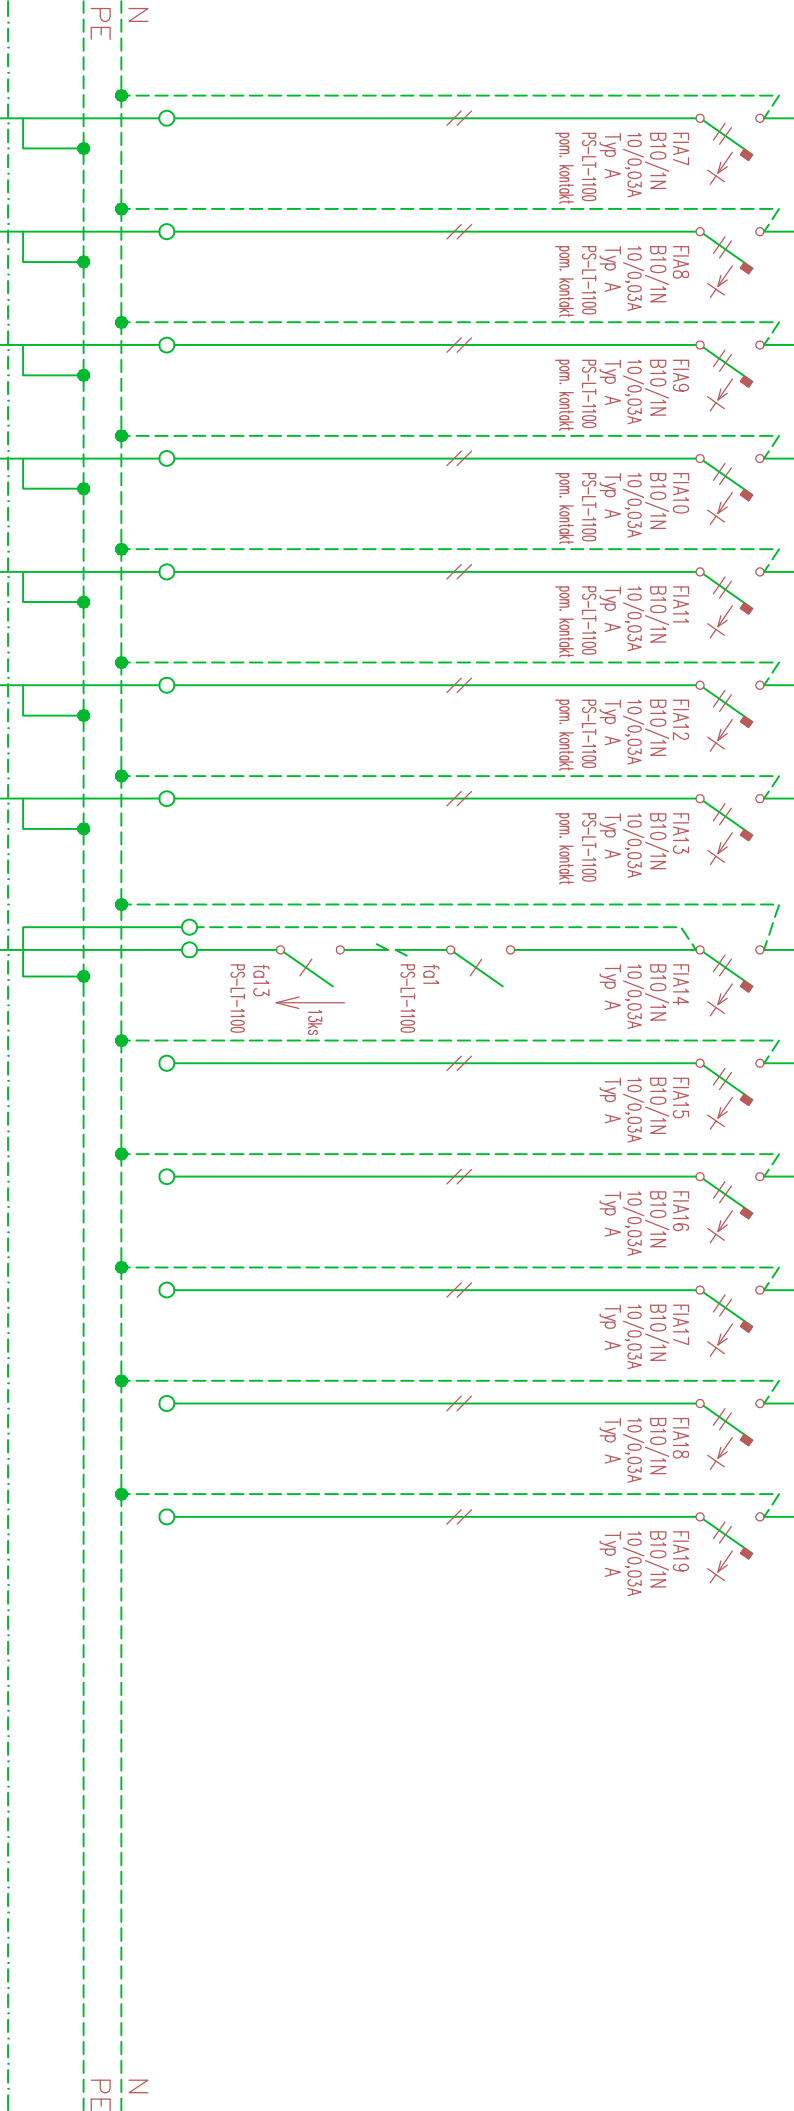 N
PE
FIA7
B10/1N
10/0,03A
Typ A
PS-LT-1100
pom. kontakt
FIA8
B10/1N
10/0,03A
Typ A
PS-LT-1100
pom. kontakt
FIA9
B10/1N
10/0,03A
Typ A
PS-LT-1100
pom. kontakt
FIA10
B10/1N
10/0,03A
Typ A
PS-LT-1100
pom. kontakt
FIA11
B10/1N
10/0,03A
Typ A
PS-LT-1100
pom. kontakt
FIA12
B10/1N
10/0,03A
Typ A
PS-LT-1100
pom. kontakt
FIA13
B10/1N
10/0,03A
Typ A
PS-LT-1100
pom. kontakt
FIA14
B10/1N
10/0,03A
Typ A
fa1
PS-LT-1100
13ks
fa13
PS-LT-1100
FIA15
B10/1N
10/0,03A
Typ A
FIA16
B10/1N
10/0,03A
Typ A
FIA17
B10/1N
10/0,03A
Typ A
FIA18
B10/1N
10/0,03A
Typ A
FIA19
B10/1N
10/0,03A
Typ A
N
PE